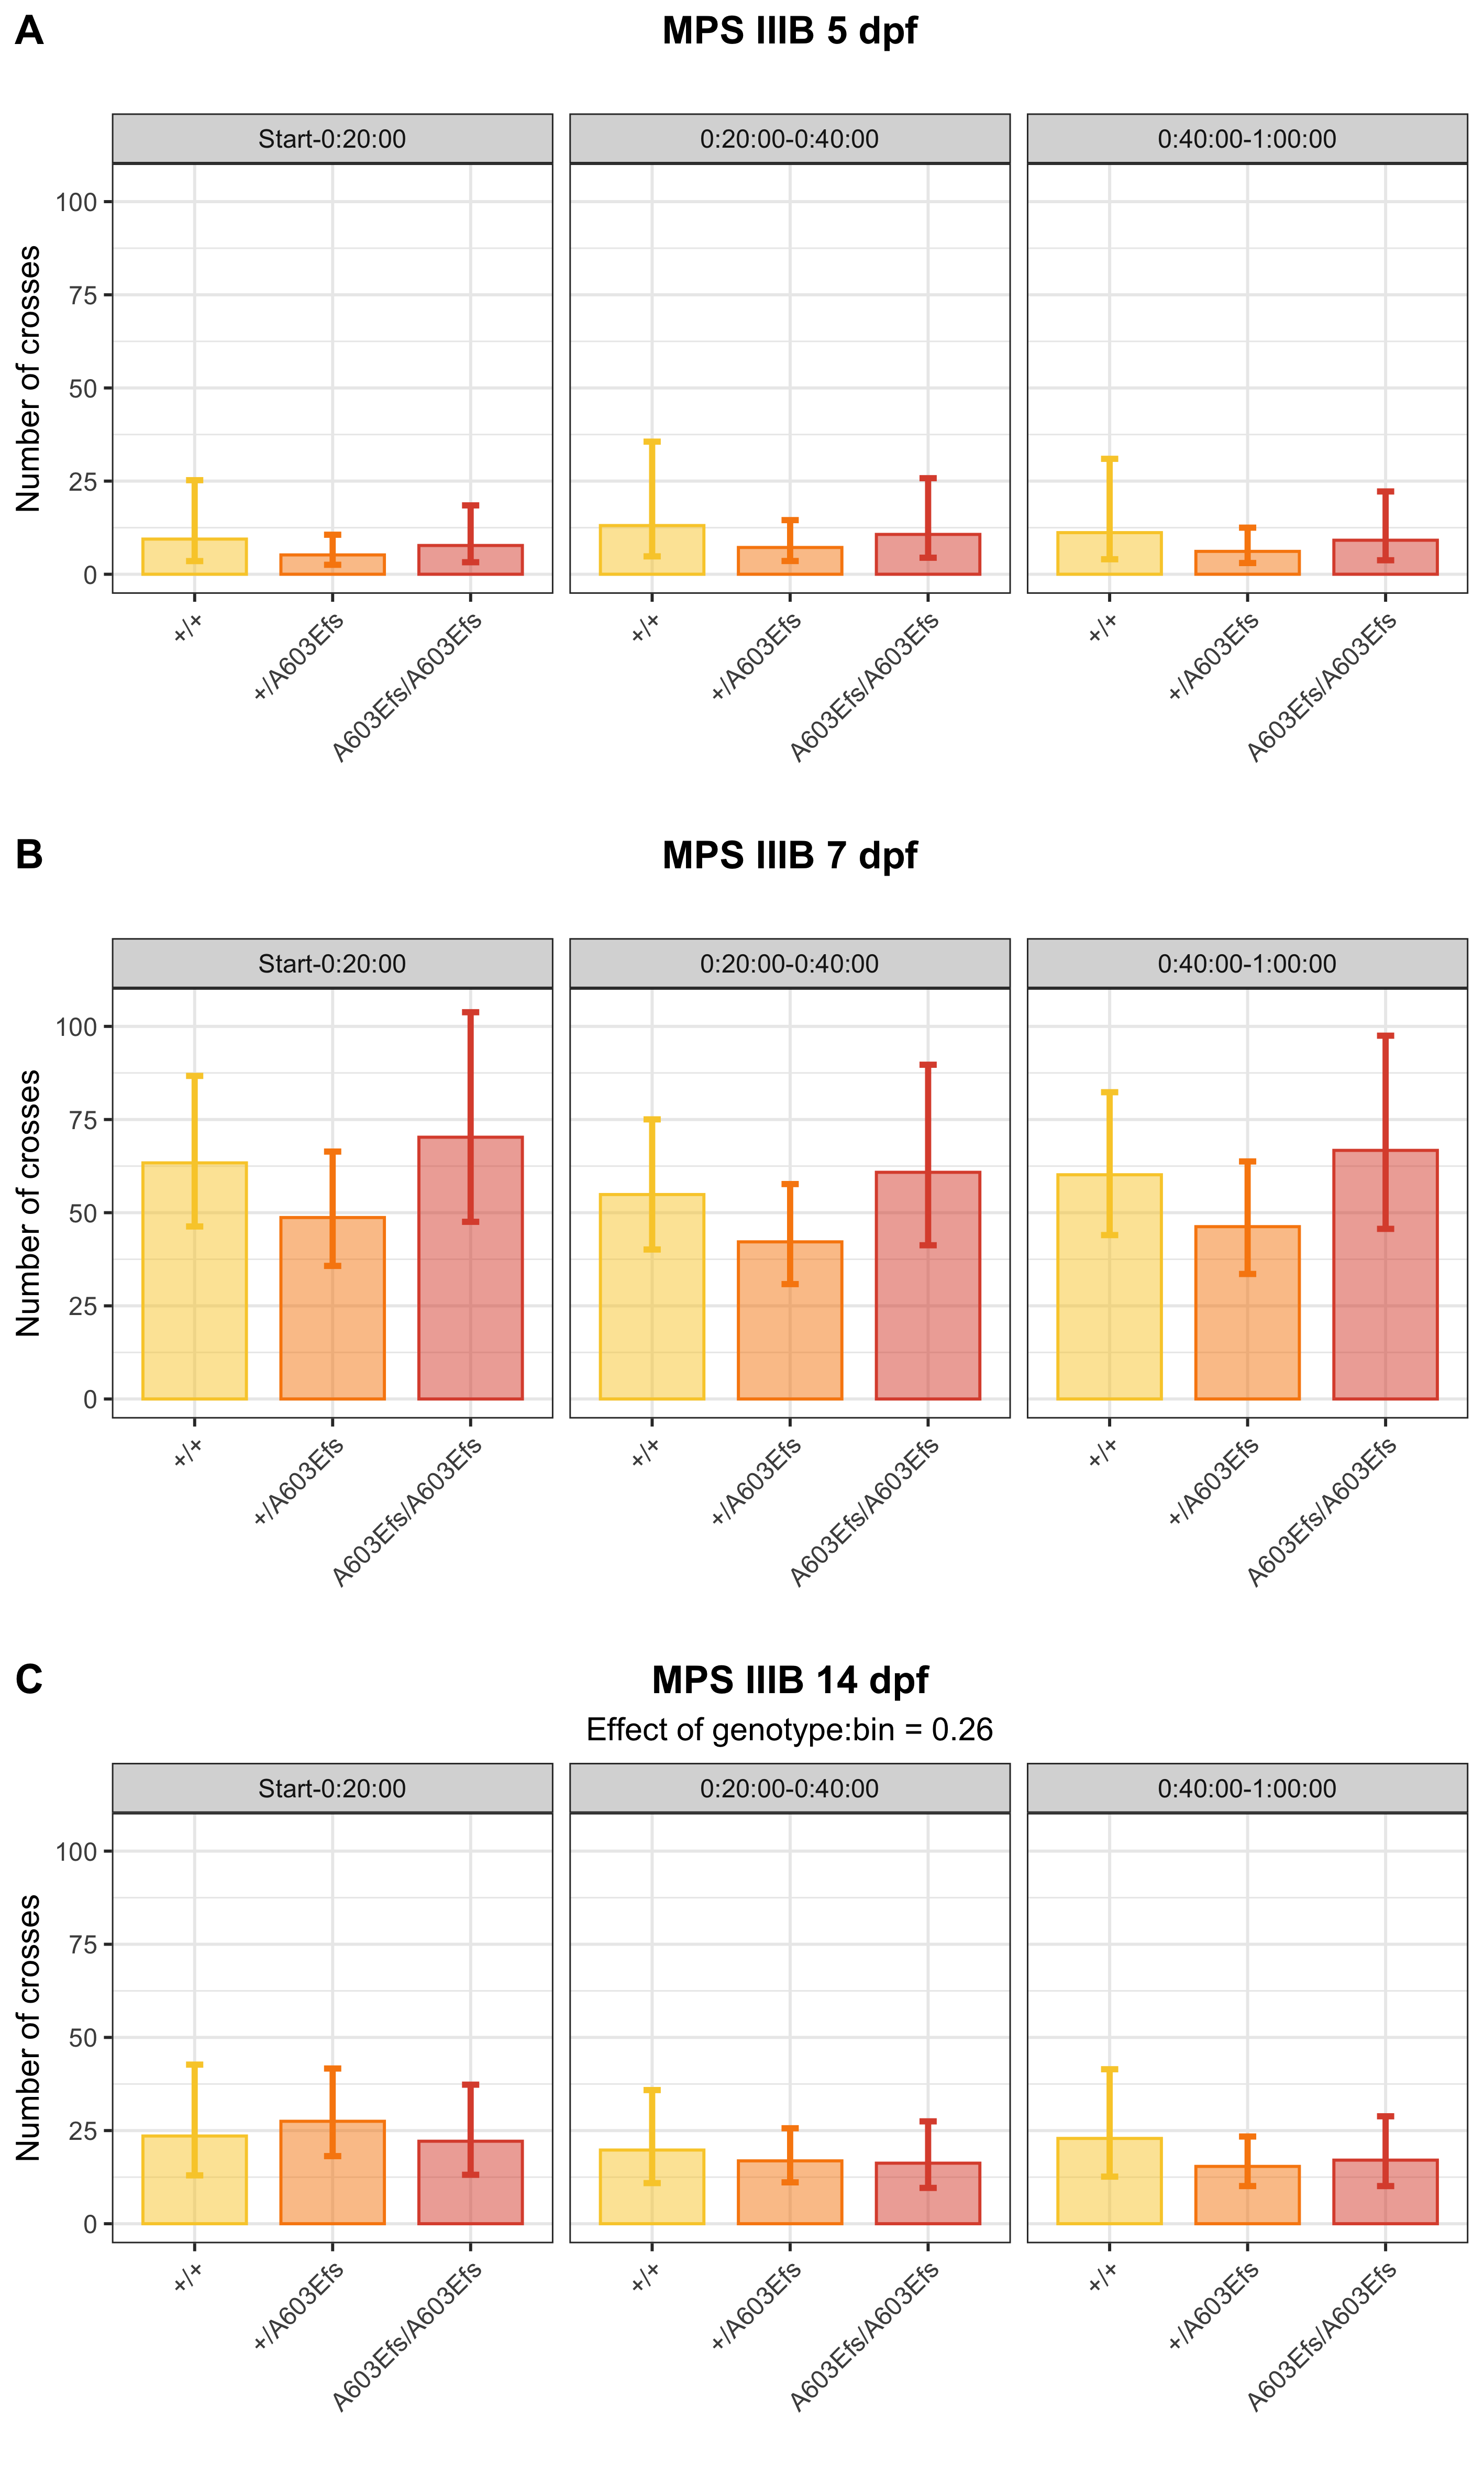 A
MPS IIIB 5 dpf
Start-0:20:00
0:20:00-0:40:00
0:40:00-1:00:00
Number of crosses
100
75
50
25
0
+/+
+/A603Efs
A603Efs/A603Efs
+/+
+/A603Efs
A603Efs/A603Efs
+/+
+/A603Efs
A603Efs/A603Efs
B
MPS IIIB 7 dpf
Start-0:20:00
0:20:00-0:40:00
0:40:00-1:00:00
Number of crosses
100
75
50
25
0
+/+
+/A603Efs
A603Efs/A603Efs
+/+
+/A603Efs
A603Efs/A603Efs
+/+
+/A603Efs
A603Efs/A603Efs
C
MPS IIIB 14 dpf
Effect of genotype:bin = 0.26
Start-0:20:00
0:20:00-0:40:00
0:40:00-1:00:00
Number of crosses
100
75
50
25
0
+/+
+/A603Efs
A603Efs/A603Efs
+/+
+/A603Efs
A603Efs/A603Efs
+/+
+/A603Efs
A603Efs/A603Efs